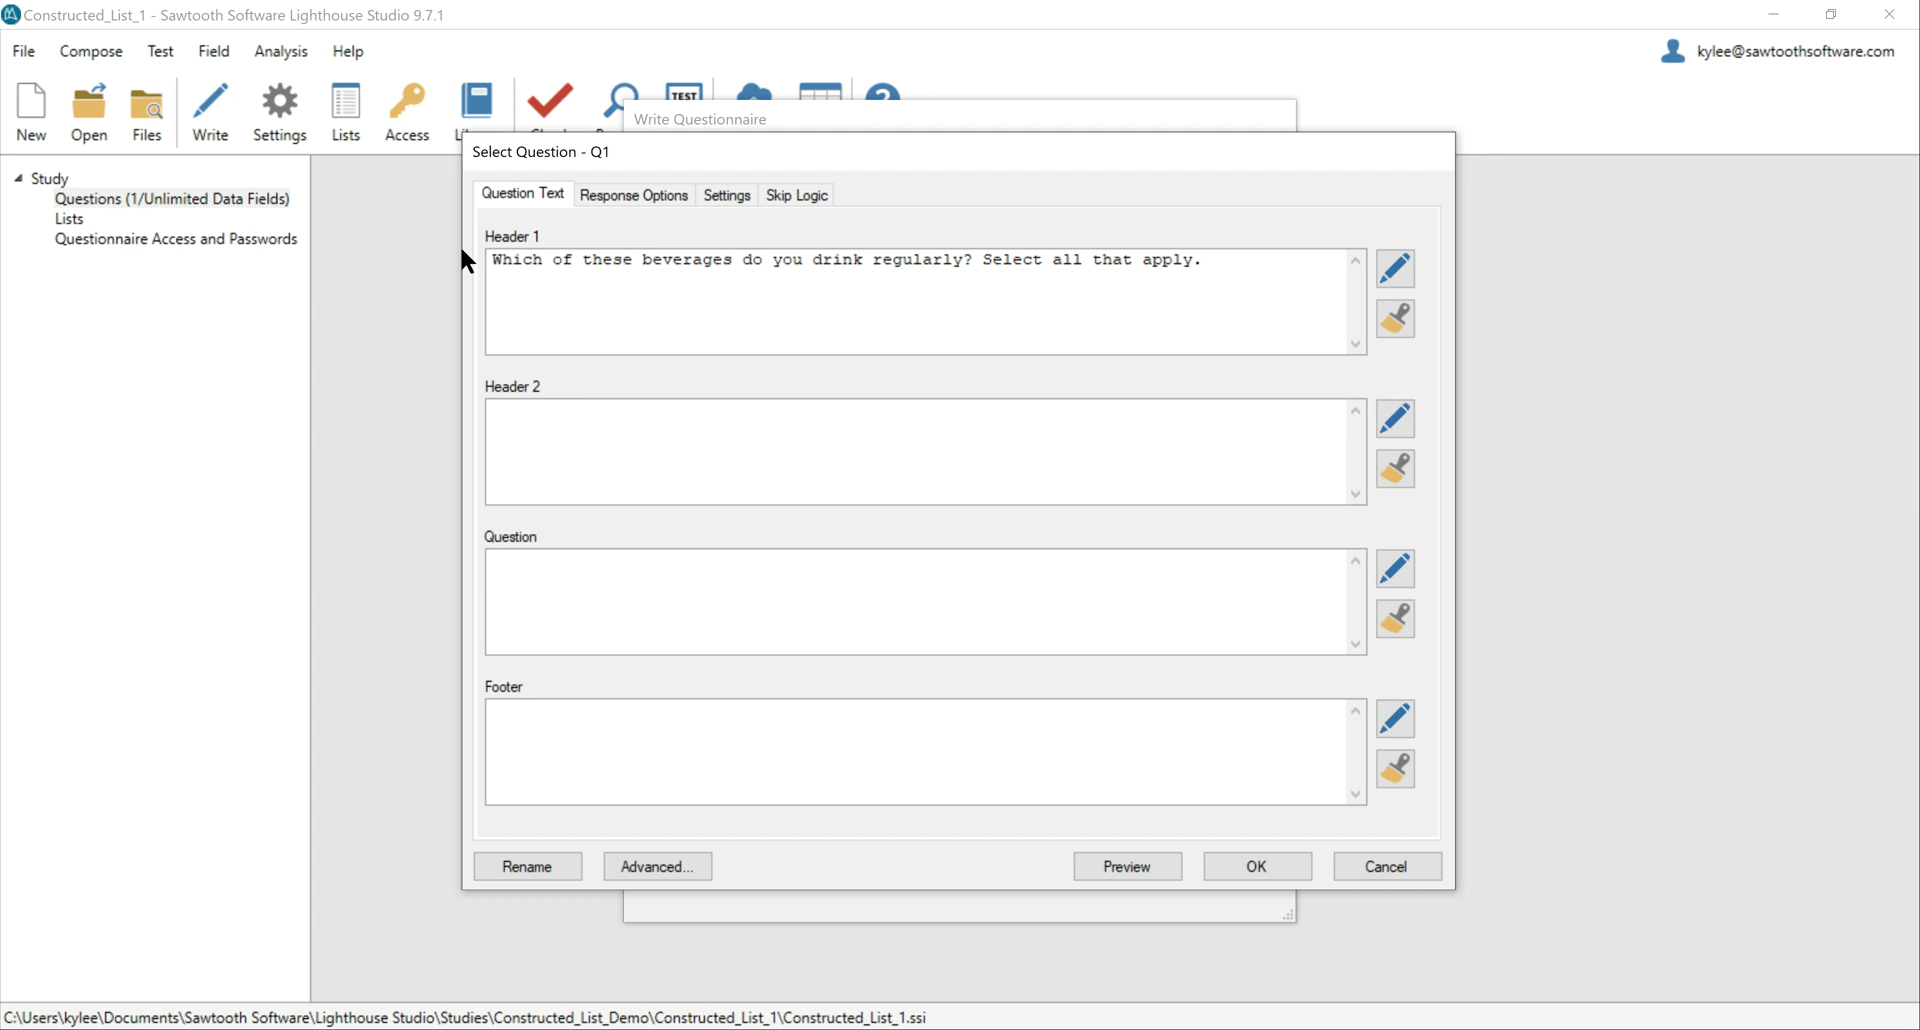 Constructed_List_1 - Sawtooth Software Lighthouse Studio 9.7.1
File Compose Test Field Analysis Help
kylee@sawtoothsoftware.com
TEST
New Open Files Write Settings Lists Access
Write Questionnaire
Select Question - Q1
Study
Questions (1/Unlimited Data Fields)
Lists
Questionnaire Access and Passwords
Question Text Response Options Settings Skip Logic
Header 1
Which of these beverages do you drink regularly? Select all that apply.
Header 2
Question
Footer
Rename Advanced... Preview OK Cancel
C:\Users\kylee\Documents\Sawtooth Software\Lighthouse Studio\Studies\Constructed_List_Demo\Constructed_List_1\Constructed_List_1.ssi